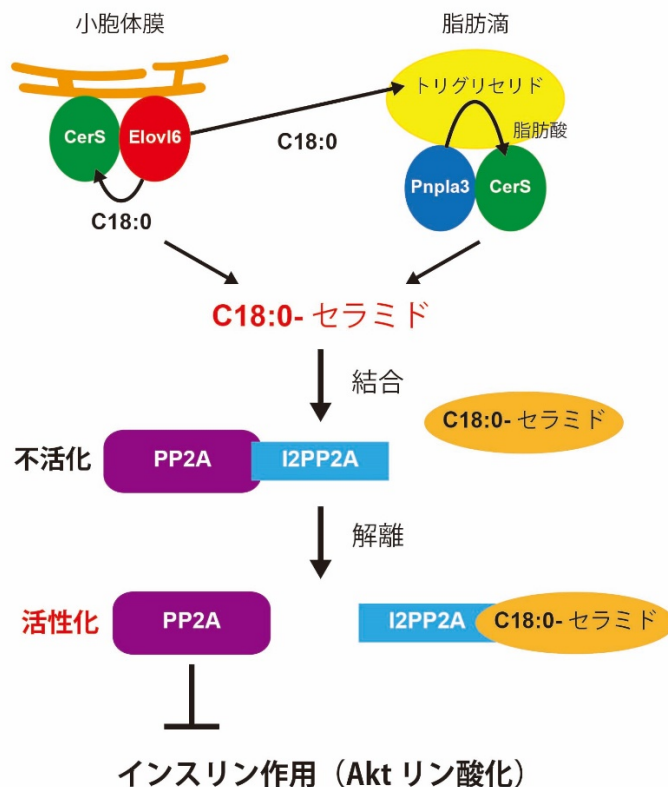 小胞体膜
脂肪滴
トリグリセリド
脂肪酸
CerS
Elovl6
C18:0
Pnpla3
CerS
C18:0
C18:0- セラミド
結合
C18:0- セラミド
不活化
PP2A
I2PP2A
解離
活性化
PP2A
I2PP2A
C18:0- セラミド
インスリン作用（Akt リン酸化）